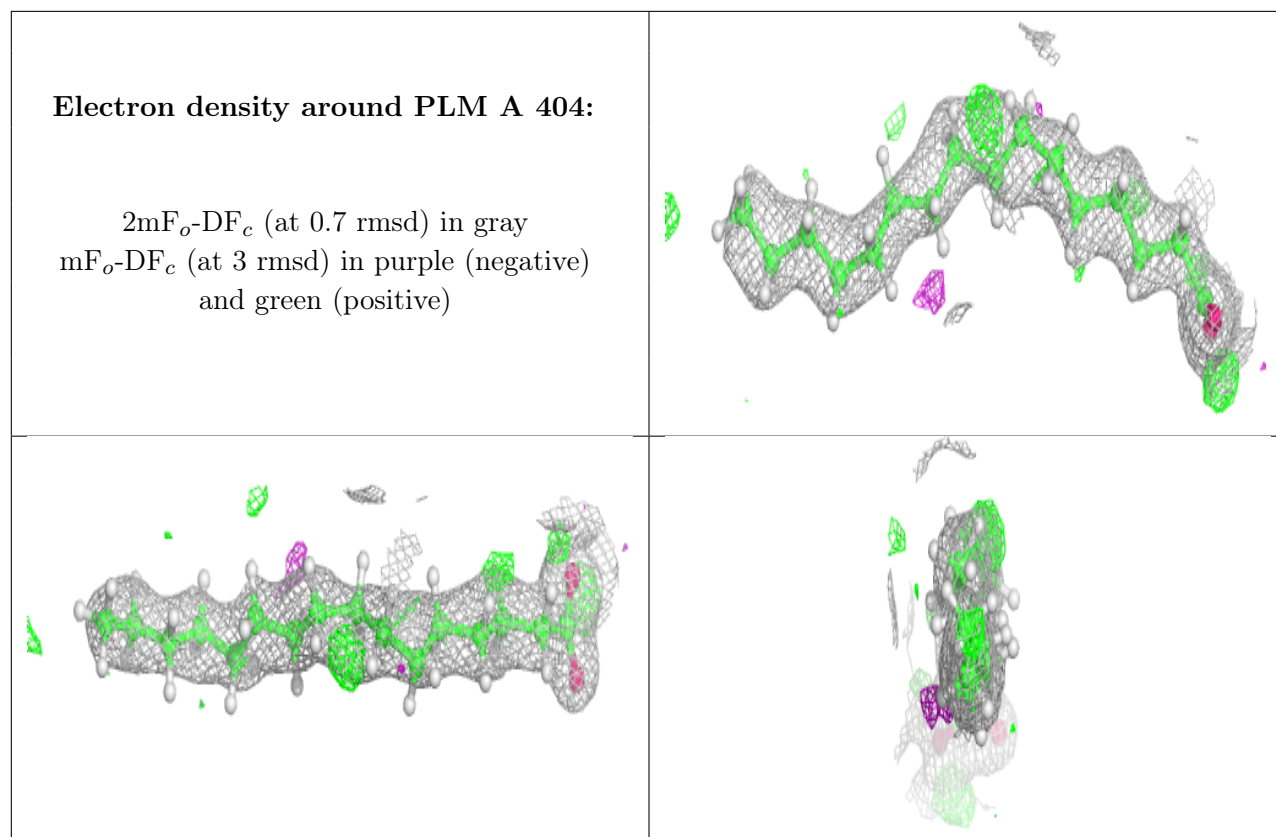 Electron density around PLM A 404:
2mFo-DFc (at 0.7 rmsd) in gray
mFo-DFc (at 3 rmsd) in purple (negative)
and green (positive)